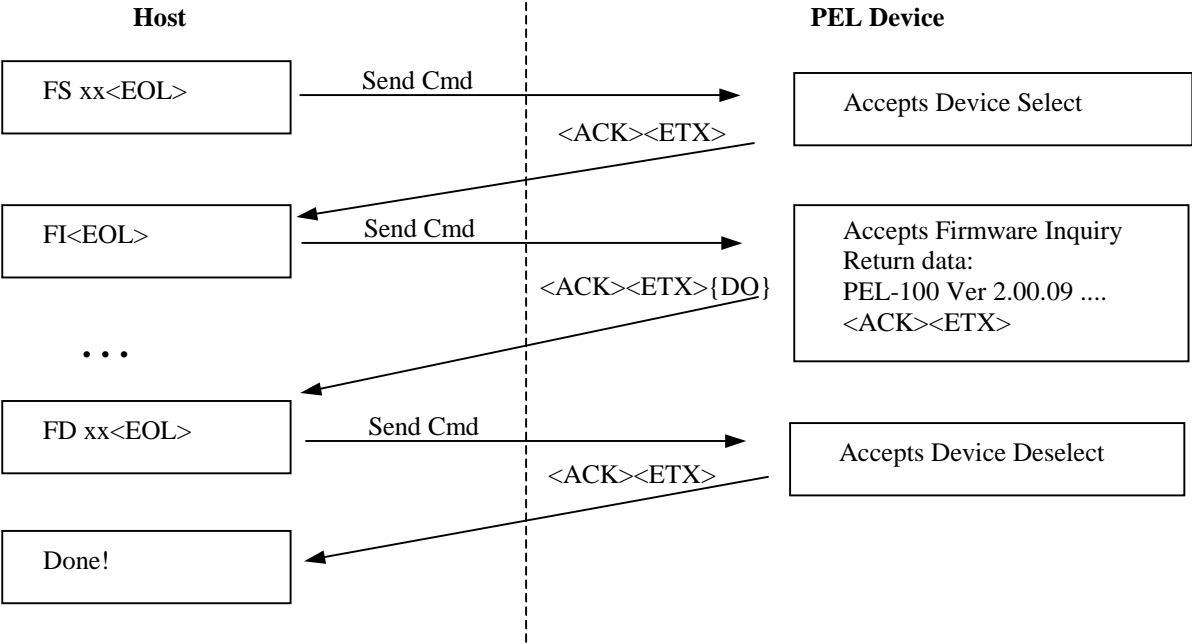 Host
PEL Device
FS xx<EOL>
Send Cmd
Accepts Device Select
<ACK><ETX>
FI<EOL>
Send Cmd
Accepts Firmware Inquiry
Return data:
PEL-100 Ver 2.00.09 ....
<ACK><ETX>
<ACK><ETX>{DO}
...
FD xx<EOL>
Send Cmd
Accepts Device Deselect
<ACK><ETX>
Done!